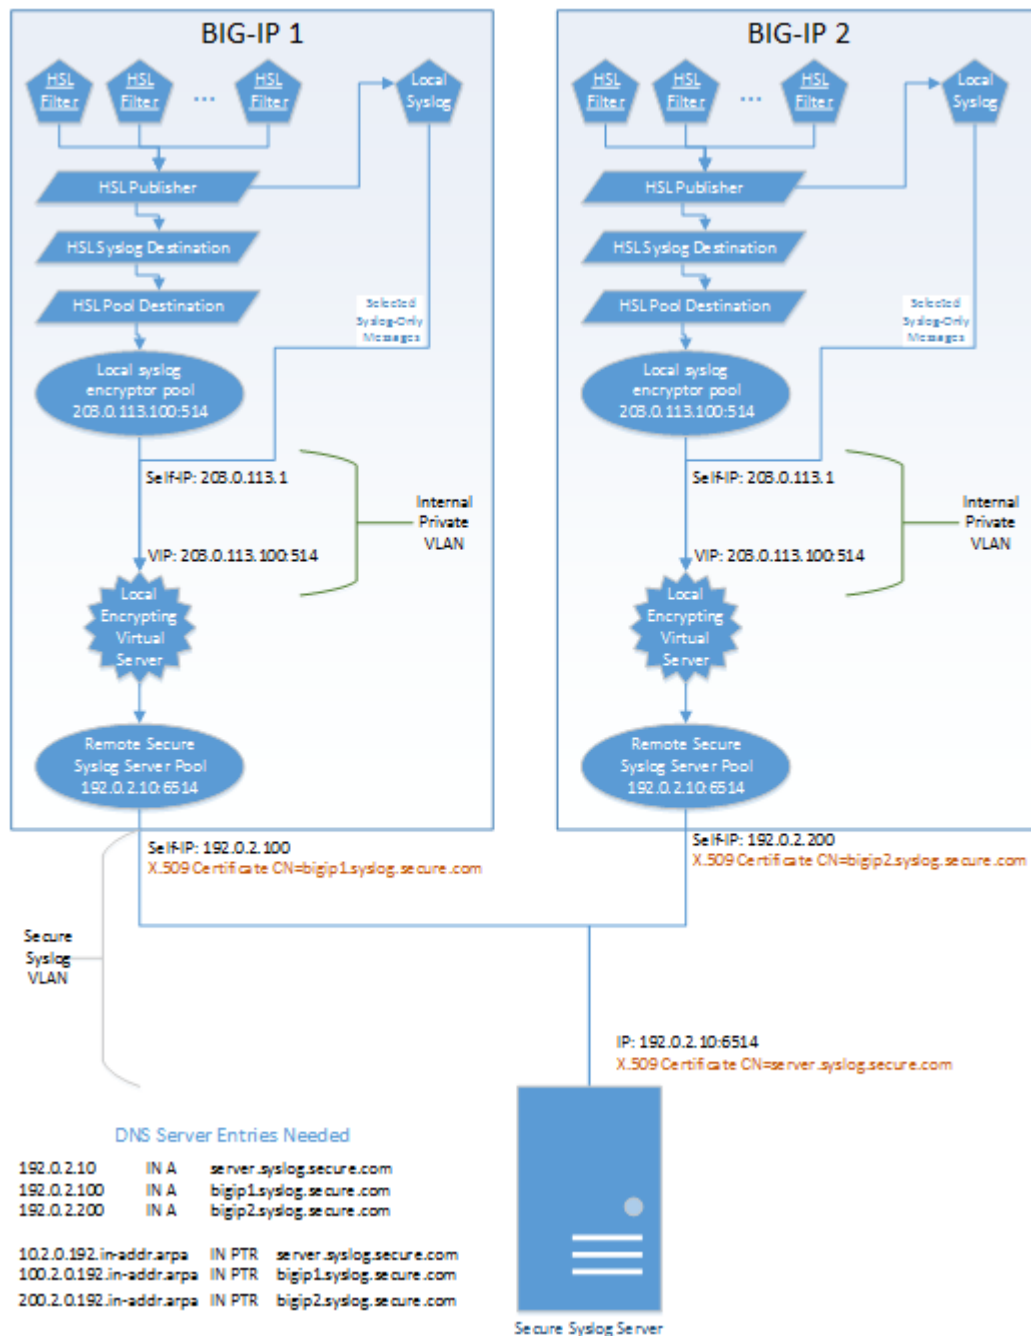 BIG-IP 1
HSL
Filter
HSL
Filter
...
HSL
Filter
Local
Syslog
HSL Publisher
HSL Syslog Destination
HSL Pool Destination
Selected
Syslog-Only
Messages
Local syslog
encryptor pool
203.0.113.100:514
Self-IP: 203.0.113.1
VIP: 203.0.113.100:514
Internal
Private
VLAN
Local
Encrypting
Virtual
Server
Remote Secure
Syslog Server Pool
192.0.2.10:6514
BIG-IP 2
HSL
Filter
HSL
Filter
...
HSL
Filter
Local
Syslog
HSL Publisher
HSL Syslog Destination
HSL Pool Destination
Selected
Syslog-Only
Messages
Local syslog
encryptor pool
203.0.113.100:514
Self-IP: 203.0.113.1
VIP: 203.0.113.100:514
Internal
Private
VLAN
Local
Encrypting
Virtual
Server
Remote Secure
Syslog Server Pool
192.0.2.10:6514
Self-IP: 192.0.2.100
X.509 Certificate CN=bigip1.syslog.secure.com
Self-IP: 192.0.2.200
X.509 Certificate CN=bigip2.syslog.secure.com
Secure
Syslog
VLAN
IP: 192.0.2.10:6514
X.509 Certificate CN=server.syslog.secure.com
DNS Server Entries Needed
192.0.2.10 IN A server.syslog.secure.com
192.0.2.100 IN A bigip1.syslog.secure.com
192.0.2.200 IN A bigip2.syslog.secure.com
10.2.0.192.in-addr.arpa IN PTR server.syslog.secure.com
100.2.0.192.in-addr.arpa IN PTR bigip1.syslog.secure.com
200.2.0.192.in-addr.arpa IN PTR bigip2.syslog.secure.com
Secure Syslog Server